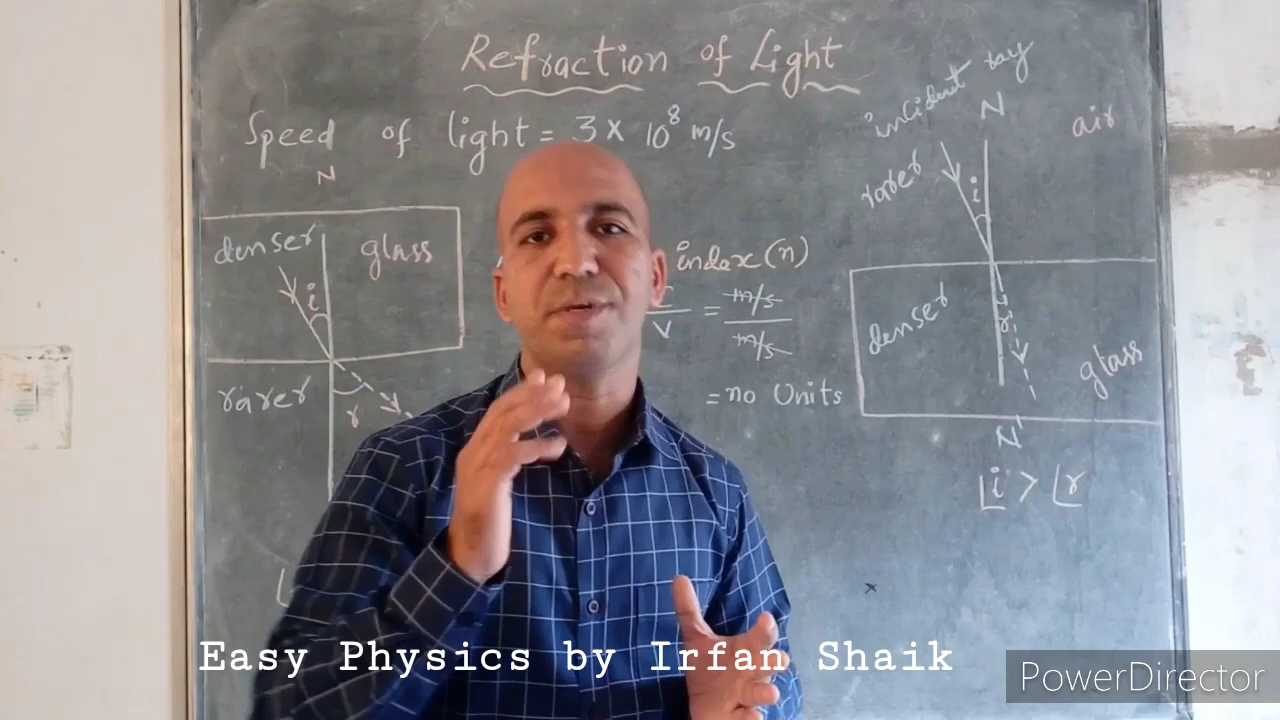 Refraction of Light
Speed of light = 3 × 10⁸ m/s
N
denser
glass
i
rarer
r
index (n)
v = m/s
m/s
= no Units
incident ray
N
air
rarer
i
denser
r
glass
N'
∠i > ∠r
Easy Physics by Irfan Shaik
PowerDirector